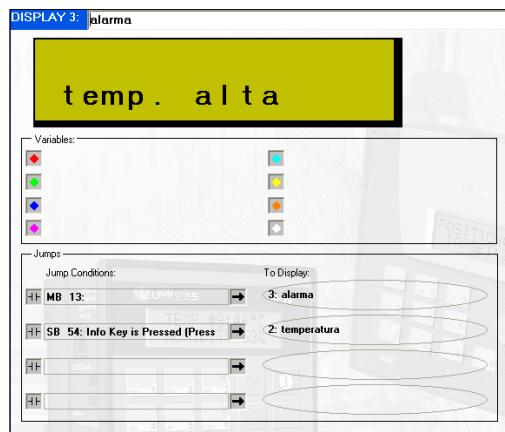 DISPLAY 3: alarma
temp. alta
Variables:
Jumps
Jump Conditions: To Display:
MB 13: 3: alarma
SB 54: Info Key is Pressed (Press 2: temperatura
Unitronics